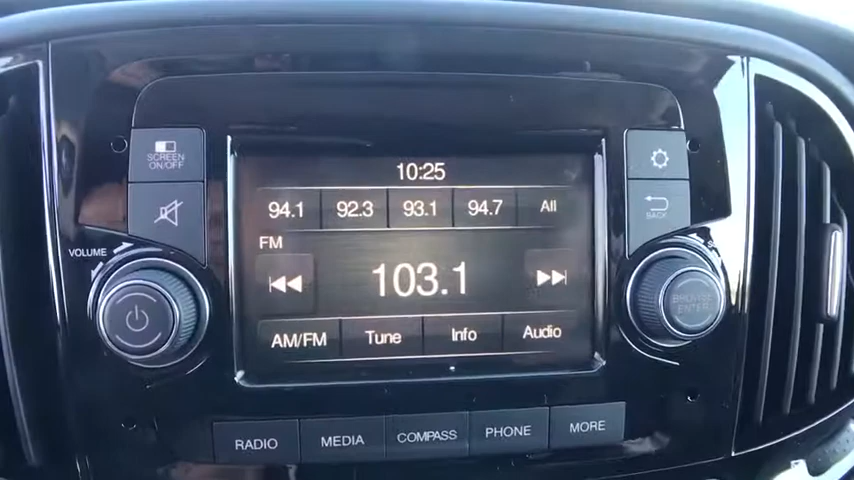 10:25
SCREEN
ON/OFF
94.1 92.3 93.1 94.7 All
BACK
FM
VOLUME
103.1
BROWSE
ENTER
AM/FM Tune Info Audio
RADIO MEDIA COMPASS PHONE MORE